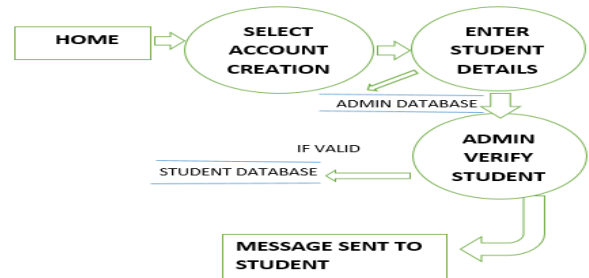 HOME
SELECT
ACCOUNT
CREATION
ENTER
STUDENT
DETAILS
ADMIN DATABASE
ADMIN
VERIFY
STUDENT
IF VALID
STUDENT DATABASE
MESSAGE SENT TO
STUDENT